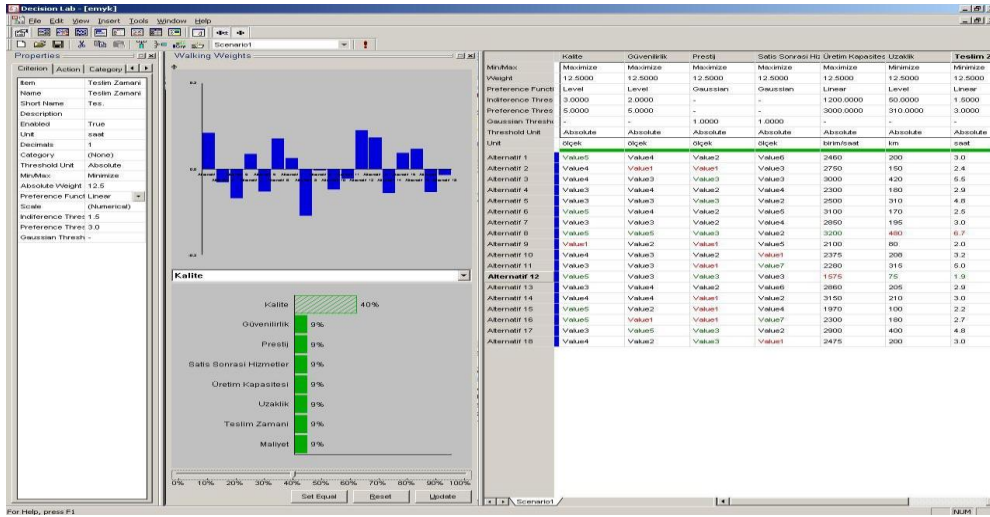 Decision Lab - [emyk]
File Edit View Insert Tools Window Help
Scenario1
Properties
Criterion Action Category
Item Teslim Zamani
Name Teslim Zamani
Short Name Tes.
Description
Enabled True
Unit saat
Decimals 1
Category (None)
Threshold Unit Absolute
Min/Max Minimize
Absolute Weight 12.5
Preference Funct Linear
Scale (Numerical)
Indiference Thres 1.5
Preference Thres 3.0
Gaussian Thresh -
Walking Weights
Kalite
Kalite 40%
Güvenilirlik 9%
Prestij 9%
Satis Sonrasi Hizmetler 9%
Üretim Kapasitesi 9%
Uzaklik 9%
Teslim Zamani 9%
Maliyet 9%
0% 10% 20% 30% 40% 50% 60% 70% 80% 90% 100%
Set Equal Reset Update
Kalite Güvenilirlik Prestij Satis Sonrasi Hiz Üretim Kapasites Uzaklik Teslim Z
Min/Max Maximize Maximize Maximize Maximize Maximize Minimize Minimize
Weight 12.5000 12.5000 12.5000 12.5000 12.5000 12.5000 12.5000
Preference Functi Level Level Gaussian Gaussian Linear Level Linear
Indiference Thres 3.0000 2.0000 - - 1200.0000 50.0000 1.5000
Preference Thres 5.0000 5.0000 - - 3000.0000 310.0000 3.0000
Gaussian Threshi - - 1.0000 1.0000 - - -
Threshold Unit Absolute Absolute Absolute Absolute Absolute Absolute Absolute
Unit ölçek ölçek ölçek ölçek birim/saat km saat
Alternatif 1 Value5 Value4 Value2 Value6 2460 200 3.0
Alternatif 2 Value4 Value1 Value1 Value3 2750 150 2.4
Alternatif 3 Value4 Value3 Value3 Value2 3000 420 5.5
Alternatif 4 Value3 Value4 Value2 Value4 2300 180 2.9
Alternatif 5 Value3 Value3 Value3 Value2 2500 310 4.8
Alternatif 6 Value5 Value4 Value2 Value5 3100 170 2.5
Alternatif 7 Value3 Value3 Value2 Value4 2650 195 3.0
Alternatif 8 Value5 Value5 Value3 Value2 3200 480 6.7
Alternatif 9 Value1 Value2 Value1 Value5 2100 80 2.0
Alternatif 10 Value4 Value3 Value2 Value1 2375 208 3.2
Alternatif 11 Value3 Value3 Value1 Value7 2280 315 5.0
Alternatif 12 Value5 Value3 Value3 Value3 1575 75 1.9
Alternatif 13 Value3 Value4 Value2 Value6 2860 205 2.9
Alternatif 14 Value4 Value4 Value1 Value2 3150 210 3.0
Alternatif 15 Value5 Value2 Value1 Value4 1970 100 2.2
Alternatif 16 Value5 Value1 Value1 Value7 2300 180 2.7
Alternatif 17 Value3 Value5 Value3 Value2 2900 400 4.8
Alternatif 18 Value4 Value2 Value3 Value1 2475 200 3.0
Scenario1
For Help, press F1
NUM